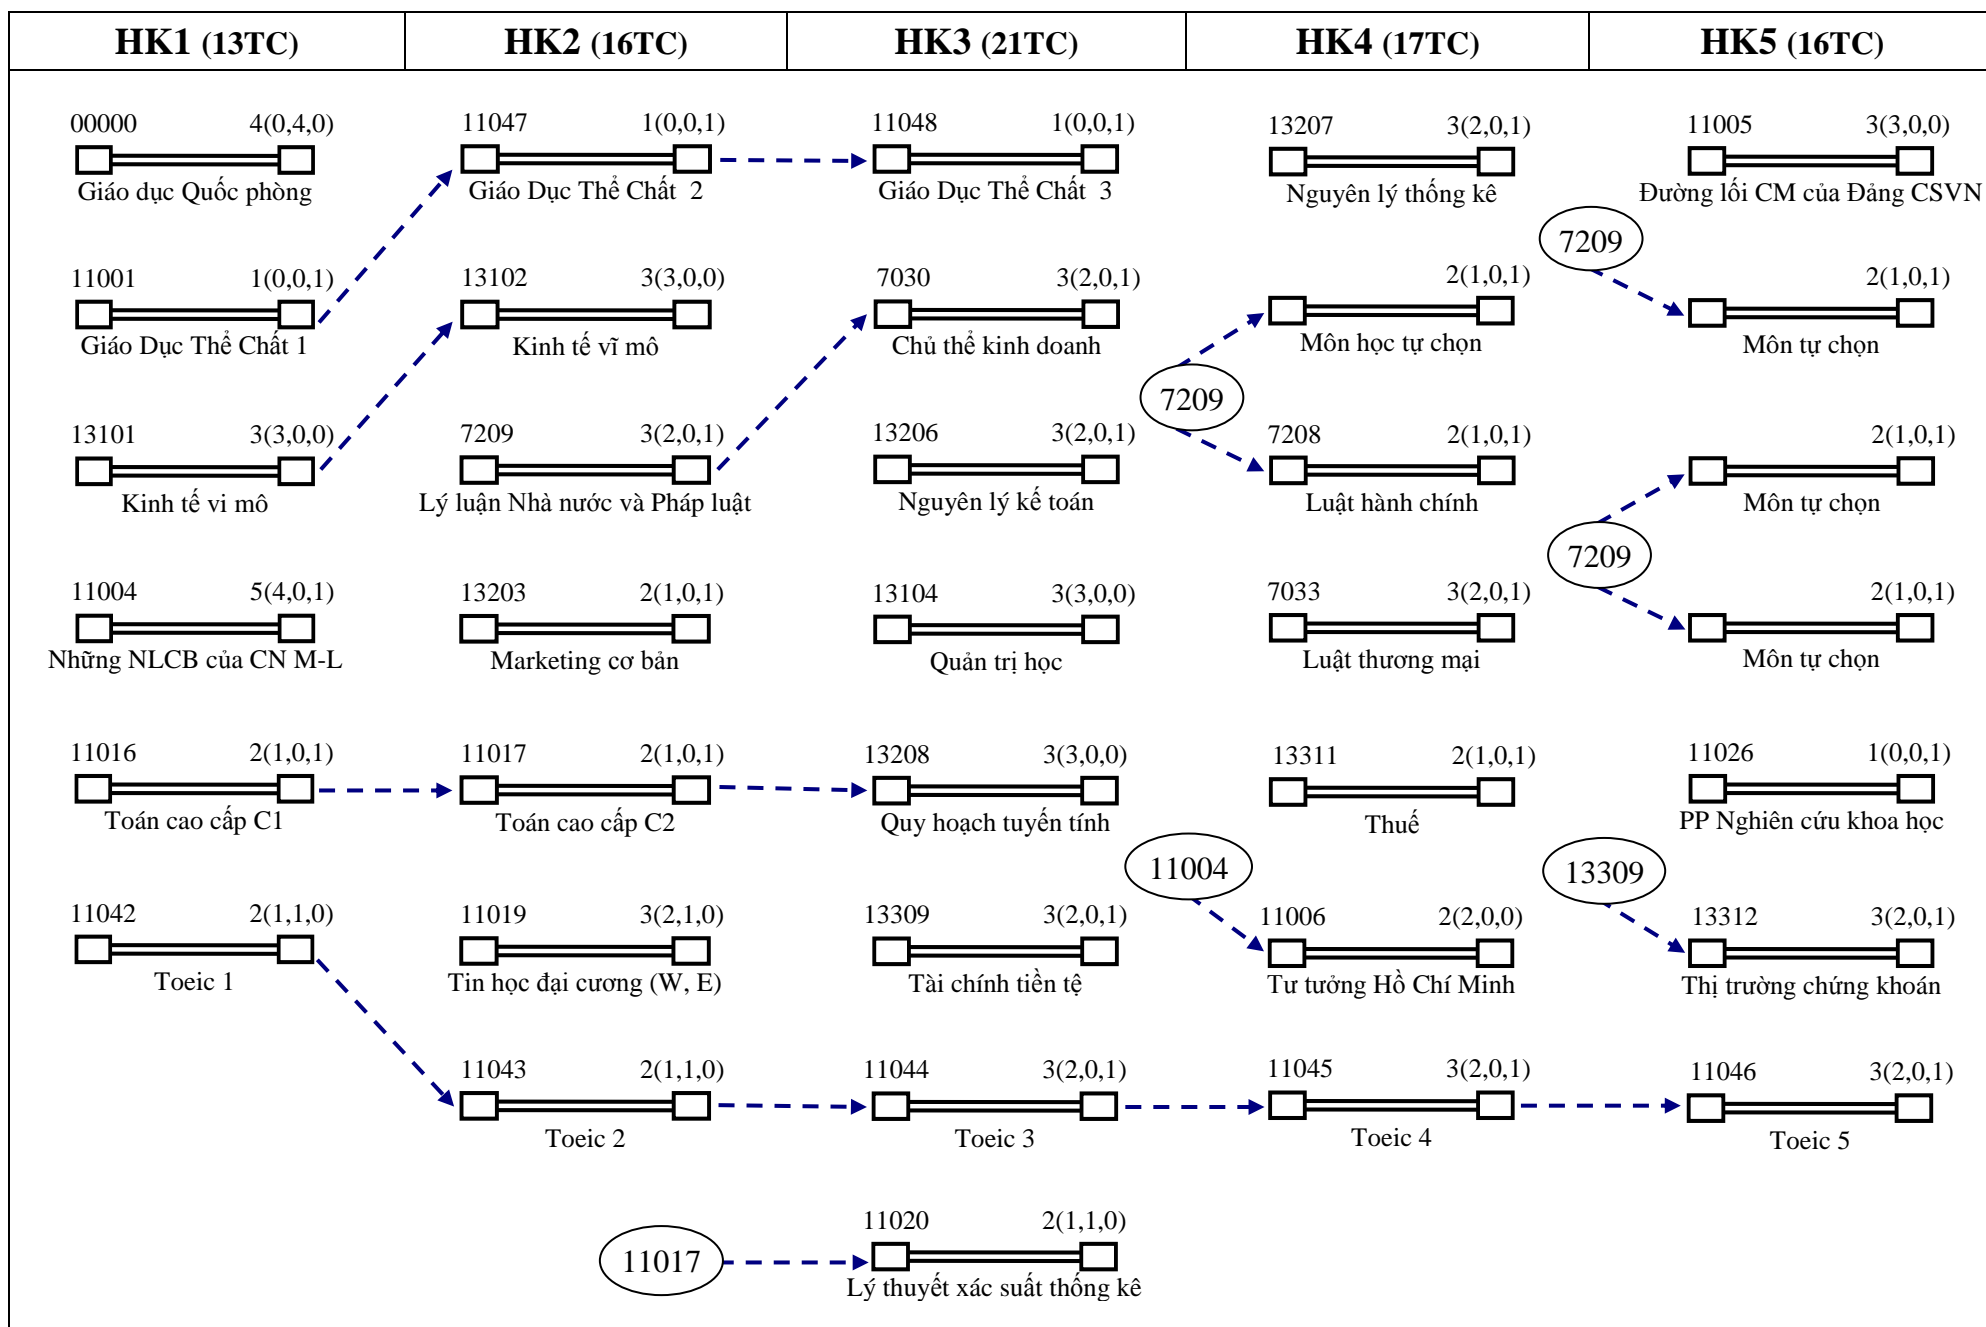 HK1 (13TC) HK2 (16TC) HK3 (21TC) HK4 (17TC) HK5 (16TC)
00000 4(0,4,0) 11047 1(0,0,1) 11048 1(0,0,1) 13207 3(2,0,1) 11005 3(3,0,0)
Giáo dục Quốc phòng Giáo Dục Thể Chất 2 Giáo Dục Thể Chất 3 Nguyên lý thống kê Đường lối CM của Đảng CSVN
7209
11001 1(0,0,1) 13102 3(3,0,0) 7030 3(2,0,1) 2(1,0,1) 2(1,0,1)
Giáo Dục Thể Chất 1 Kinh tế vĩ mô Chủ thể kinh doanh Môn học tự chọn Môn tự chọn
7209
13101 3(3,0,0) 7209 3(2,0,1) 13206 3(2,0,1) 7208 2(1,0,1) 2(1,0,1)
Kinh tế vi mô Lý luận Nhà nước và Pháp luật Nguyên lý kế toán Luật hành chính Môn tự chọn
7209
11004 5(4,0,1) 13203 2(1,0,1) 13104 3(3,0,0) 7033 3(2,0,1) 2(1,0,1)
Những NLCB của CN M-L Marketing cơ bản Quản trị học Luật thương mại Môn tự chọn
11016 2(1,0,1) 11017 2(1,0,1) 13208 3(3,0,0) 13311 2(1,0,1) 11026 1(0,0,1)
Toán cao cấp C1 Toán cao cấp C2 Quy hoạch tuyến tính Thuế PP Nghiên cứu khoa học
11004 13309
11042 2(1,1,0) 11019 3(2,1,0) 13309 3(2,0,1) 11006 2(2,0,0) 13312 3(2,0,1)
Toeic 1 Tin học đại cương (W, E) Tài chính tiền tệ Tư tưởng Hồ Chí Minh Thị trường chứng khoán
11043 2(1,1,0) 11044 3(2,0,1) 11045 3(2,0,1) 11046 3(2,0,1)
Toeic 2 Toeic 3 Toeic 4 Toeic 5
11020 2(1,1,0)
11017
Lý thuyết xác suất thống kê